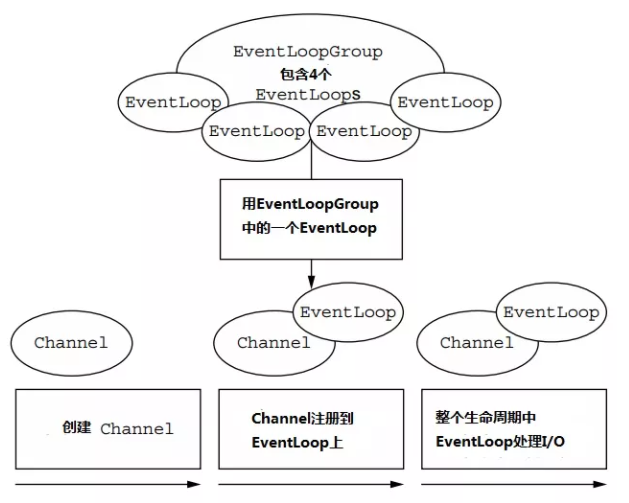 EventLoopGroup
包含4个
EventLoops
EventLoop
EventLoop
EventLoop
EventLoop
用EventLoopGroup
中的一个EventLoop
Channel
Channel
EventLoop
Channel
EventLoop
创建 Channel
Channel注册到
EventLoop上
整个生命周期中
EventLoop处理I/O